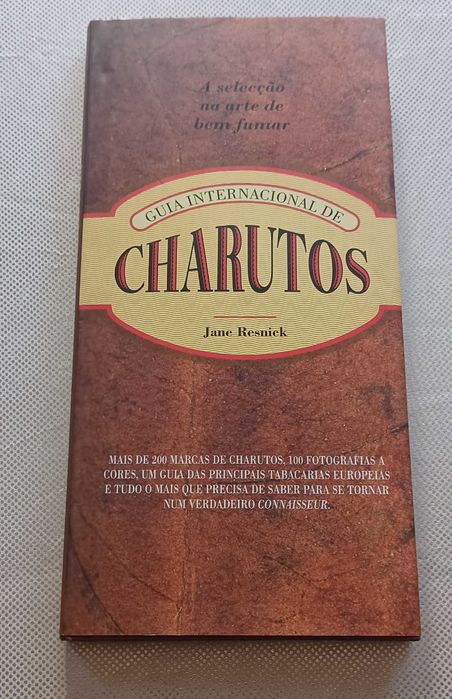 A selecção
na arte de
bem fumar
GUIA INTERNACIONAL DE
CHARUTOS
Jane Resnick
MAIS DE 200 MARCAS DE CHARUTOS, 100 FOTOGRAFIAS A
CORES, UM GUIA DAS PRINCIPAIS TABACARIAS EUROPEIAS
E TUDO O MAIS QUE PRECISA DE SABER PARA SE TORNAR
NUM VERDADEIRO CONNAISSEUR.